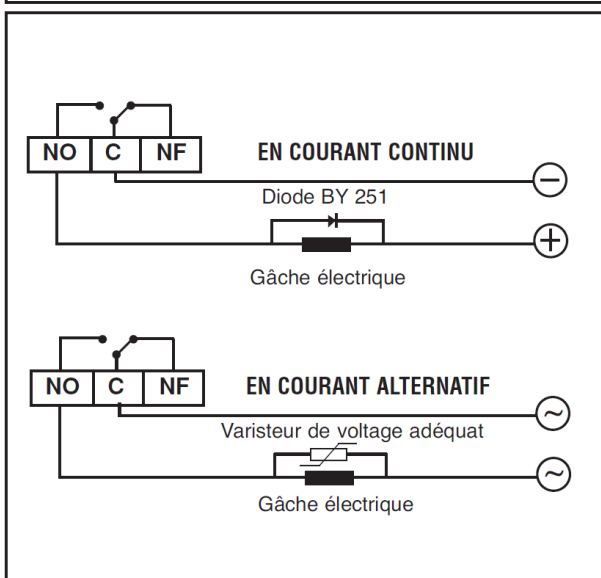 NO C NF
EN COURANT CONTINU
−
Diode BY 251
+
Gâche électrique
NO C NF
EN COURANT ALTERNATIF
~
Varisteur de voltage adéquat
~
Gâche électrique